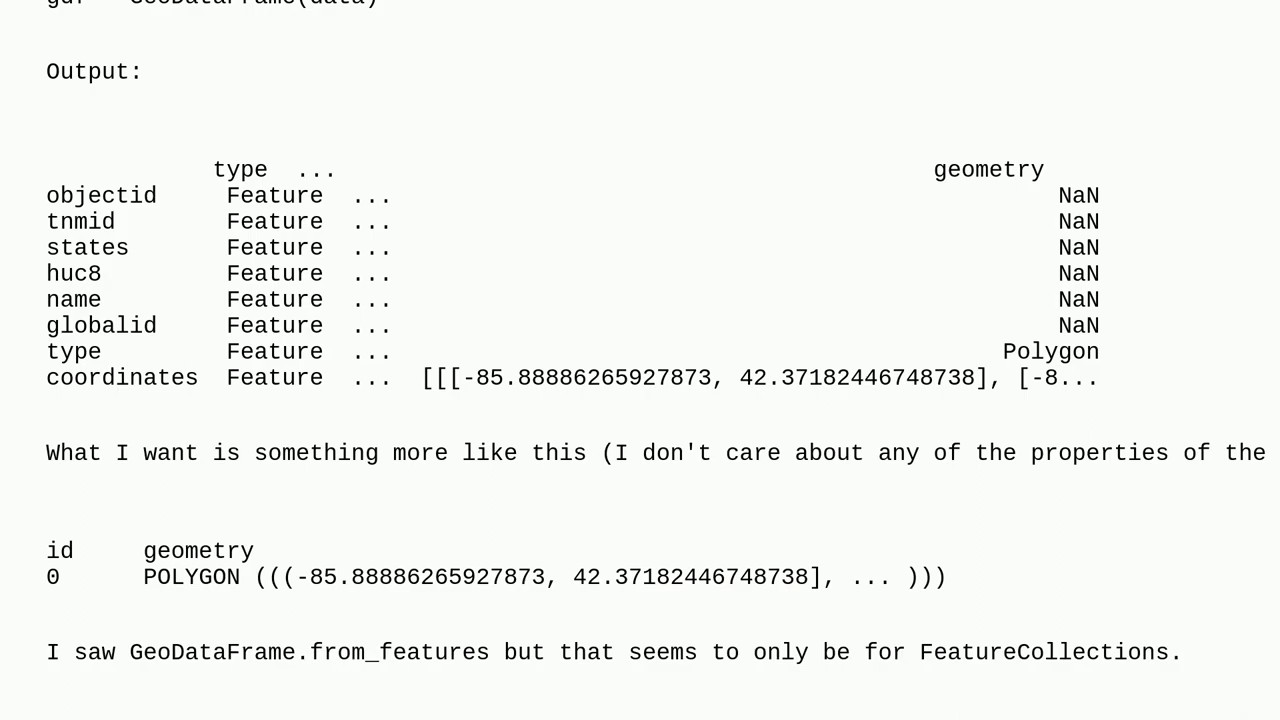 gdf = GeoDataFrame(data)
Output:
type ... geometry
objectid Feature ... NaN
tnmid Feature ... NaN
states Feature ... NaN
huc8 Feature ... NaN
name Feature ... NaN
globalid Feature ... NaN
type Feature ... Polygon
coordinates Feature ... [[[-85.88886265927873, 42.37182446748738], [-8...
What I want is something more like this (I don't care about any of the properties of the
id geometry
0 POLYGON (((-85.88886265927873, 42.37182446748738], ... )))
I saw GeoDataFrame.from_features but that seems to only be for FeatureCollections.